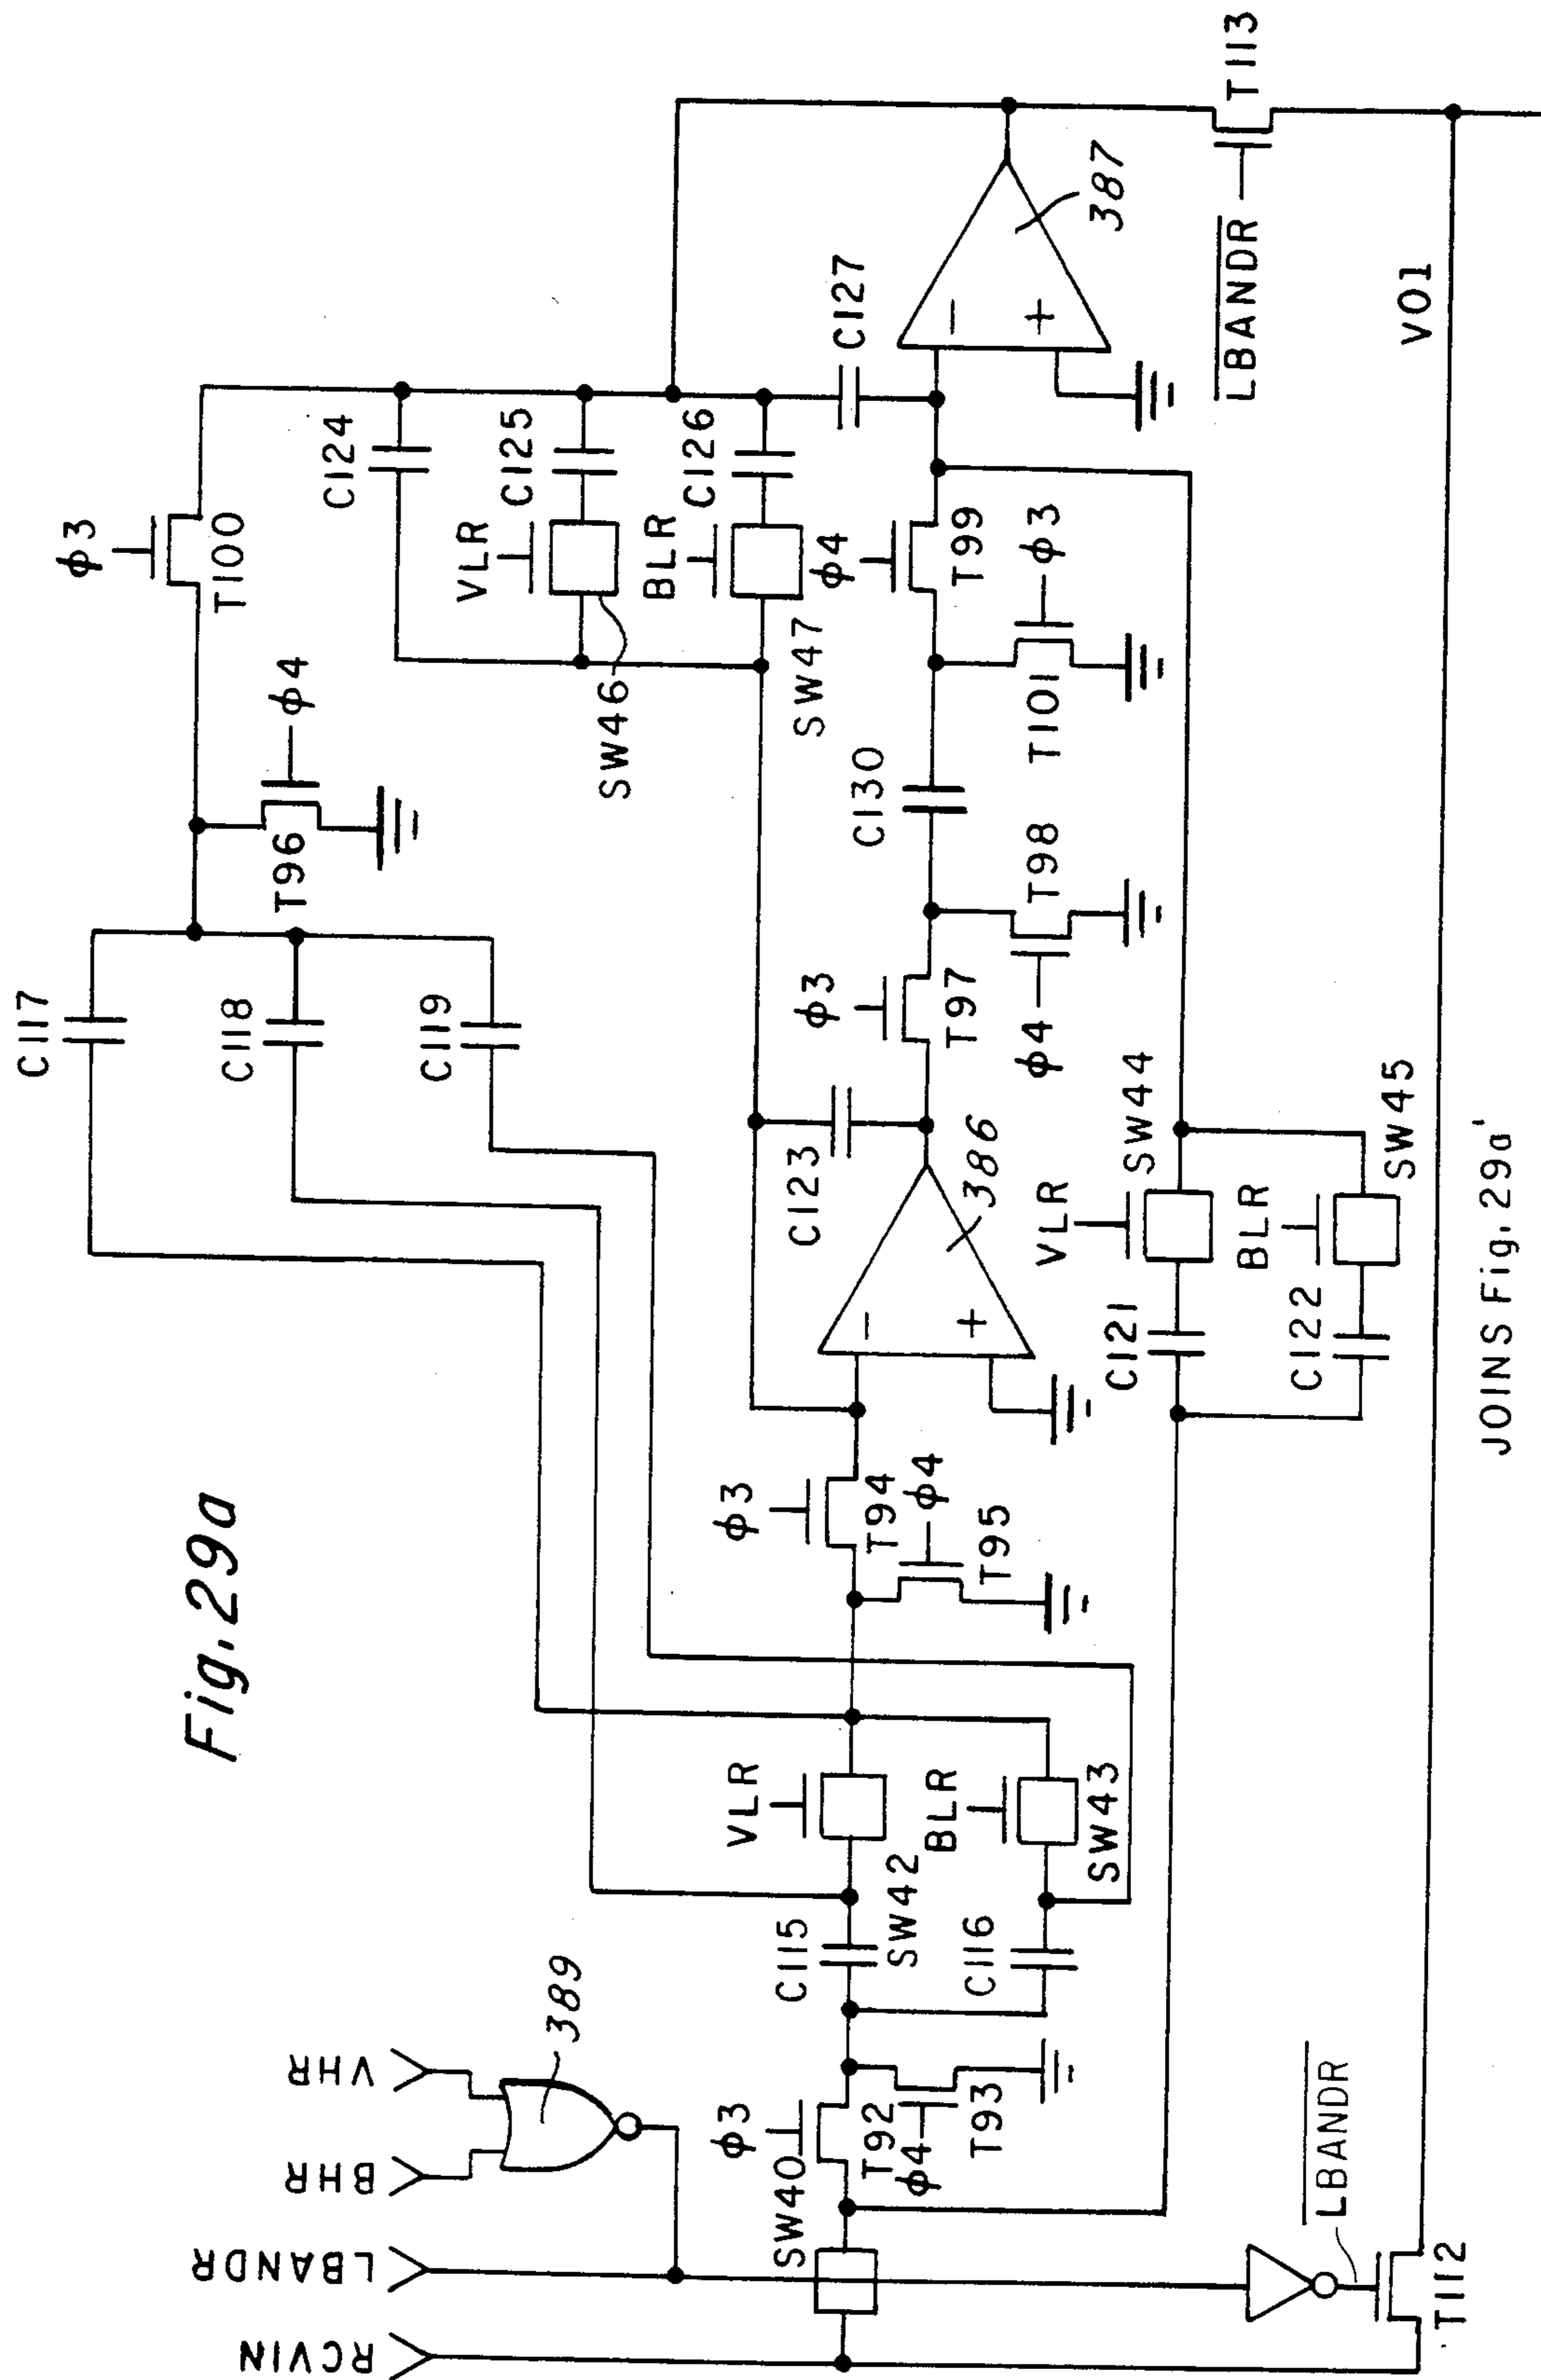 Fig. 29a
RCVIN
LBANDR
BHR
VHR
389
SW40
φ3
T92
φ4
T93
C115
SW42
VLR
C116
BLR
SW43
φ3
T94
φ4
T95
C117
C118
C119
T96
φ4
φ3
T100
C123
386
φ3
T97
φ4
T98
C130
T101
φ3
φ4
T99
C124
VLR
C125
SW46
BLR
C126
SW47
C127
387
C121
VLR
SW44
C122
BLR
SW45
LBANDR
T112
LBANDR
T113
VO1
JOINS Fig. 29a'